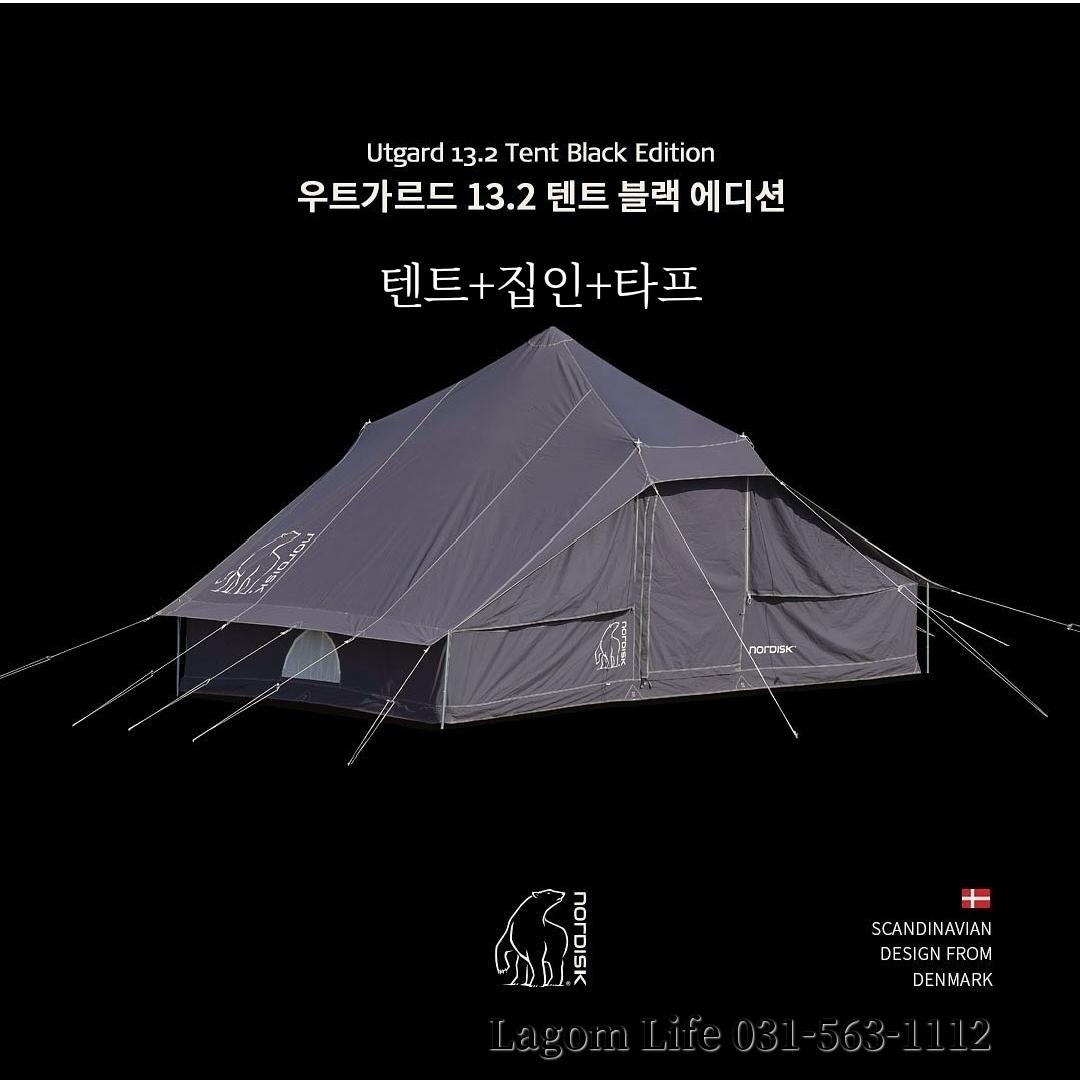 Utgard 13.2 Tent Black Edition
우트가르드 13.2 텐트 블랙 에디션
텐트+집인+타프
NORDISK
NORDISK
NORDISK
NORDISK
SCANDINAVIAN
DESIGN FROM
DENMARK
Lagom Life 031-563-1112